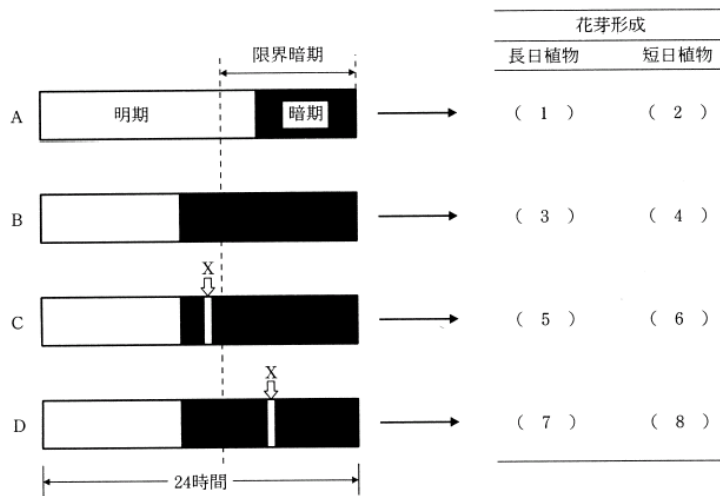 花芽形成
限界暗期
長日植物 短日植物
A 明期 暗期 ( 1 ) ( 2 )
B ( 3 ) ( 4 )
X
C ( 5 ) ( 6 )
X
D ( 7 ) ( 8 )
24時間